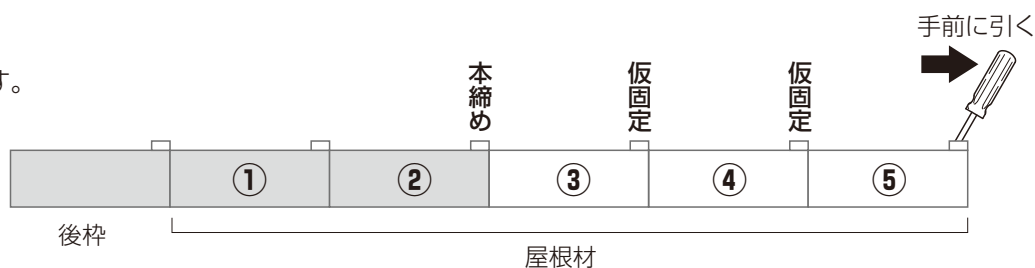 手前に引く
す。
本締め
仮固定
仮固定
① ② ③ ④ ⑤
後枠
屋根材